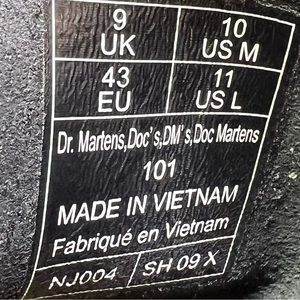 9 10
UK US M
43 11
EU US L
Dr. Martens,Doc's,DM's,Doc Martens
101
MADE IN VIETNAM
Fabriqué en Vietnam
NJ004 SH 09 X